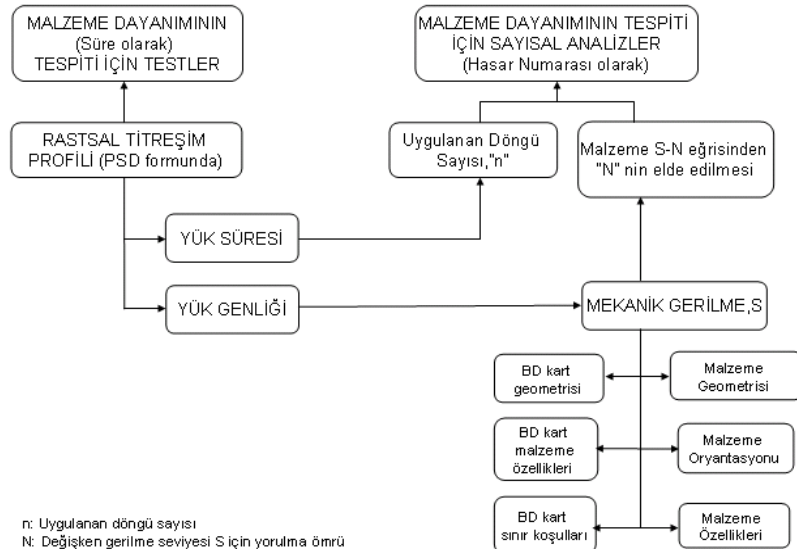 MALZEME DAYANIMININ
(Süre olarak)
TESPİTİ İÇİN TESTLER
MALZEME DAYANIMININ TESPİTİ
İÇİN SAYISAL ANALİZLER
(Hasar Numarası olarak)
RASTSAL TİTREŞİM
PROFİLİ (PSD formunda)
Uygulanan Döngü
Sayısı,"n"
Malzeme S-N eğrisinden
"N" nin elde edilmesi
YÜK SÜRESİ
YÜK GENLİĞİ
MEKANİK GERİLME,S
BD kart
geometrisi
Malzeme
Geometrisi
BD kart
malzeme
özellikleri
Malzeme
Oryantasyonu
BD kart
sınır koşulları
Malzeme
Özellikleri
n: Uygulanan döngü sayısı
N: Değişken gerilme seviyesi S için yorulma ömrü